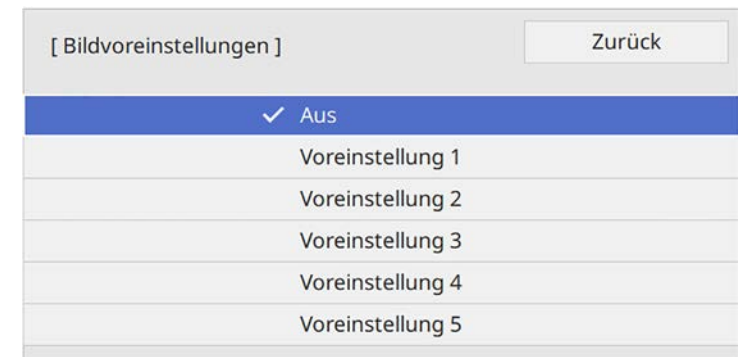 [ Bildvoreinstellungen ]
Zurück
Aus
Voreinstellung 1
Voreinstellung 2
Voreinstellung 3
Voreinstellung 4
Voreinstellung 5